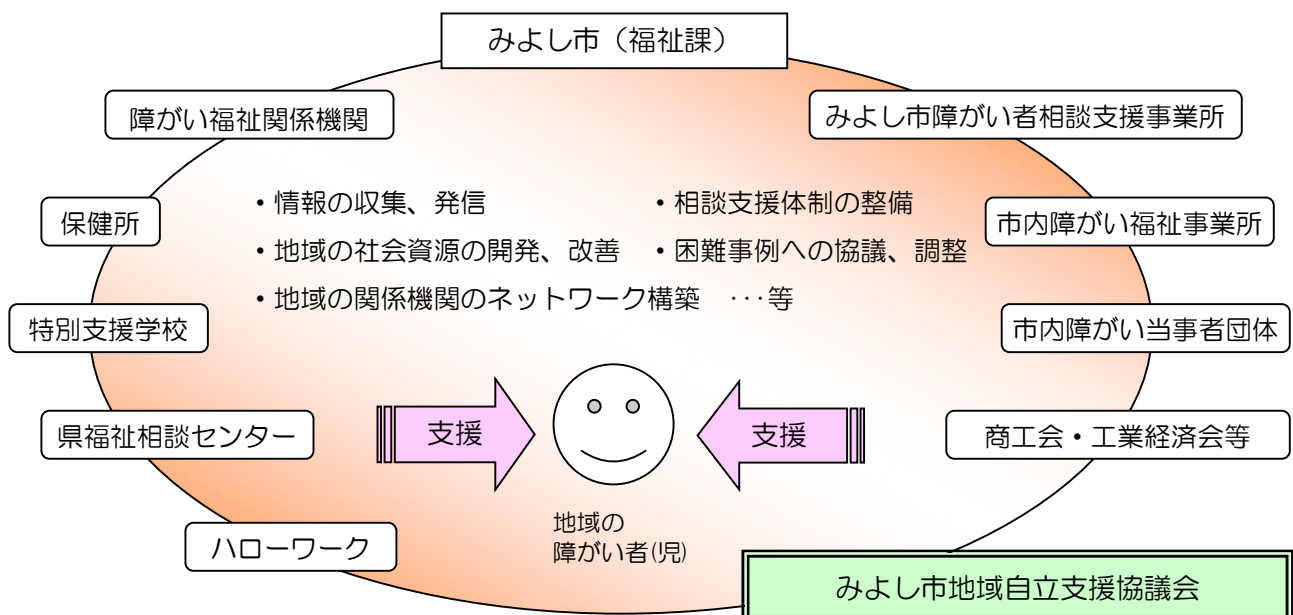 みよし市（福祉課）
障がい福祉関係機関
みよし市障がい者相談支援事業所
保健所
・情報の収集、発信
・相談支援体制の整備
市内障がい福祉事業所
・地域の社会資源の開発、改善
・困難事例への協議、調整
・地域の関係機関のネットワーク構築　…等
特別支援学校
市内障がい当事者団体
県福祉相談センター
支援
支援
商工会・工業経済会等
ハローワーク
地域の
障がい者(児)
みよし市地域自立支援協議会